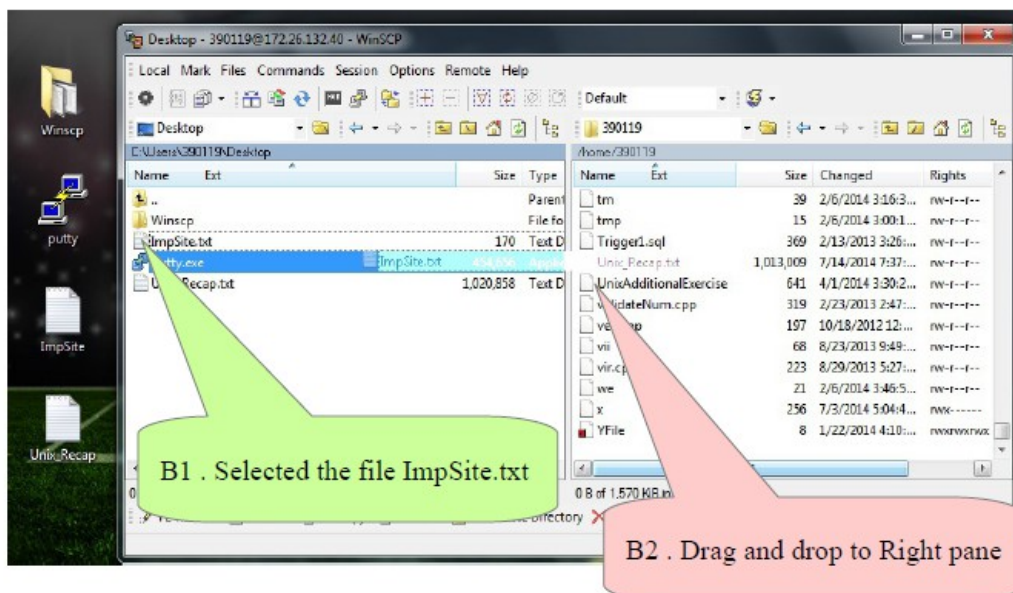 Desktop - 390119@172.26.132.40 - WinSCP
Local Mark Files Commands Session Options Remote Help
Default
Desktop
390119
C:\Users\390119\Desktop
/home/390119
Name Ext Size Type
Name Ext Size Changed Rights
..
Parent
Winscp
File fo
ImpSite.txt 170 Text D
putty.exe
ImpSite.txt
1,020,858 Text D
tm 39 2/6/2014 3:16:3... rw-r--r--
tmp 15 2/6/2014 3:00:1... rw-r--r--
Trigger1.sql 369 2/13/2013 3:26:... rw-r--r--
Unix_Recap.txt 1,013,009 7/14/2014 7:37:... rw-r--r--
UnixAdditionalExercise 641 4/1/2014 3:30:2... rw-r--r--
validateNum.cpp 319 2/23/2013 2:47:... rw-r--r--
197 10/18/2012 12:... rw-r--r--
vii 68 8/23/2013 9:49:... rw-r--r--
223 8/29/2013 5:27:... rw-r--r--
we 21 2/6/2014 3:46:5... rw-r--r--
x 256 7/3/2014 5:04:4... rwx------
YFile 8 1/22/2014 4:10:... rwxrwxrwx
0 B of 1,570 KiB in
Winscp
putty
ImpSite
Unix_Recap
B1 . Selected the file ImpSite.txt
B2 . Drag and drop to Right pane